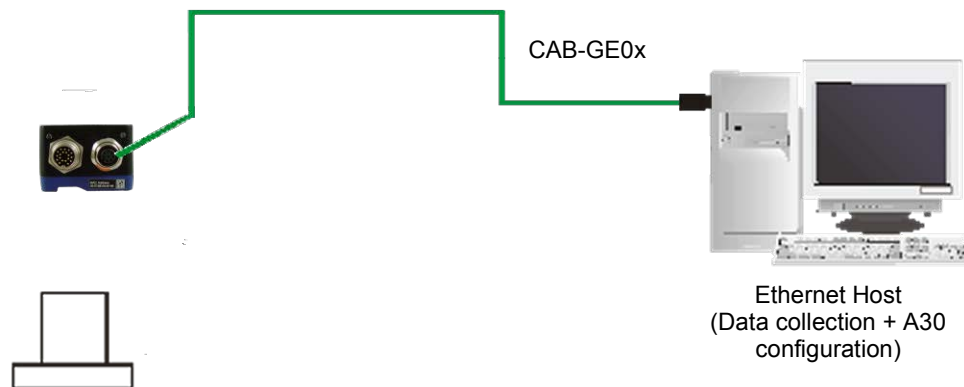 CAB-GE0x
Ethernet Host
(Data collection + A30
configuration)